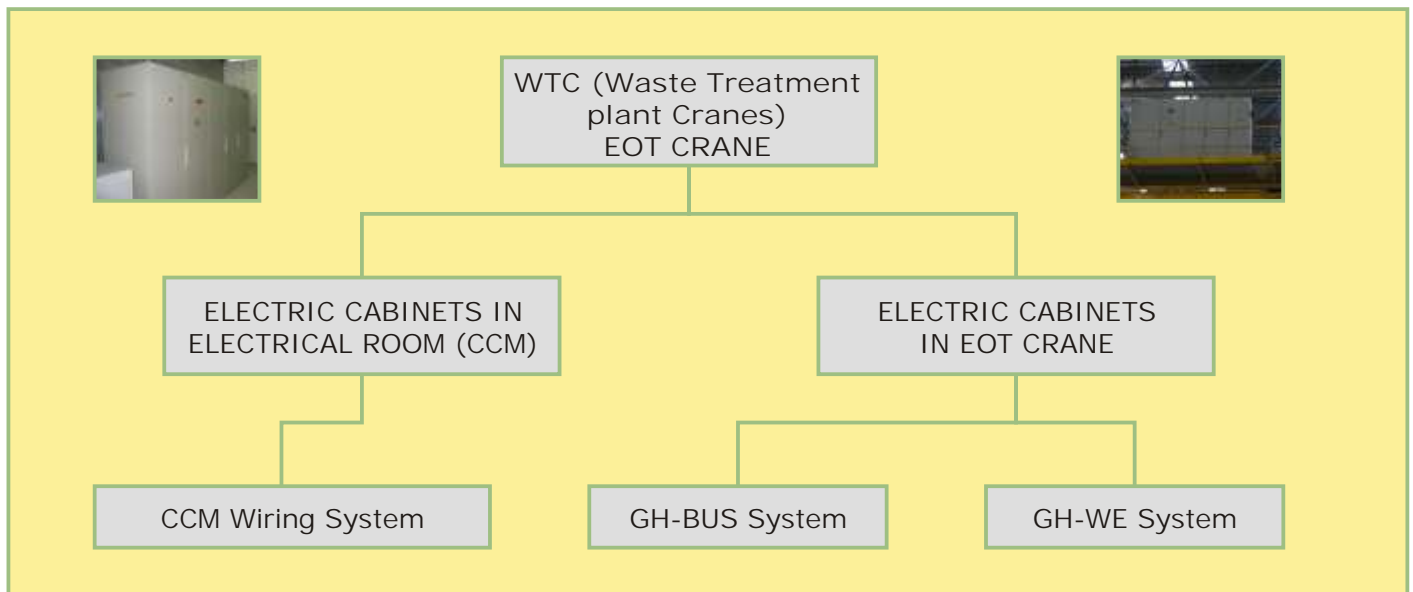 WTC (Waste Treatment
plant Cranes)
EOT CRANE
ELECTRIC CABINETS IN
ELECTRICAL ROOM (CCM)
ELECTRIC CABINETS
IN EOT CRANE
CCM Wiring System
GH-BUS System
GH-WE System